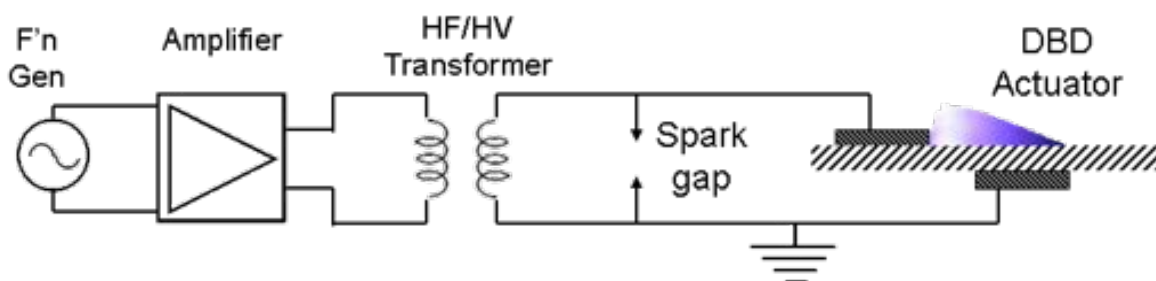 F'n
Gen
Amplifier
HF/HV
Transformer
Spark
gap
DBD
Actuator